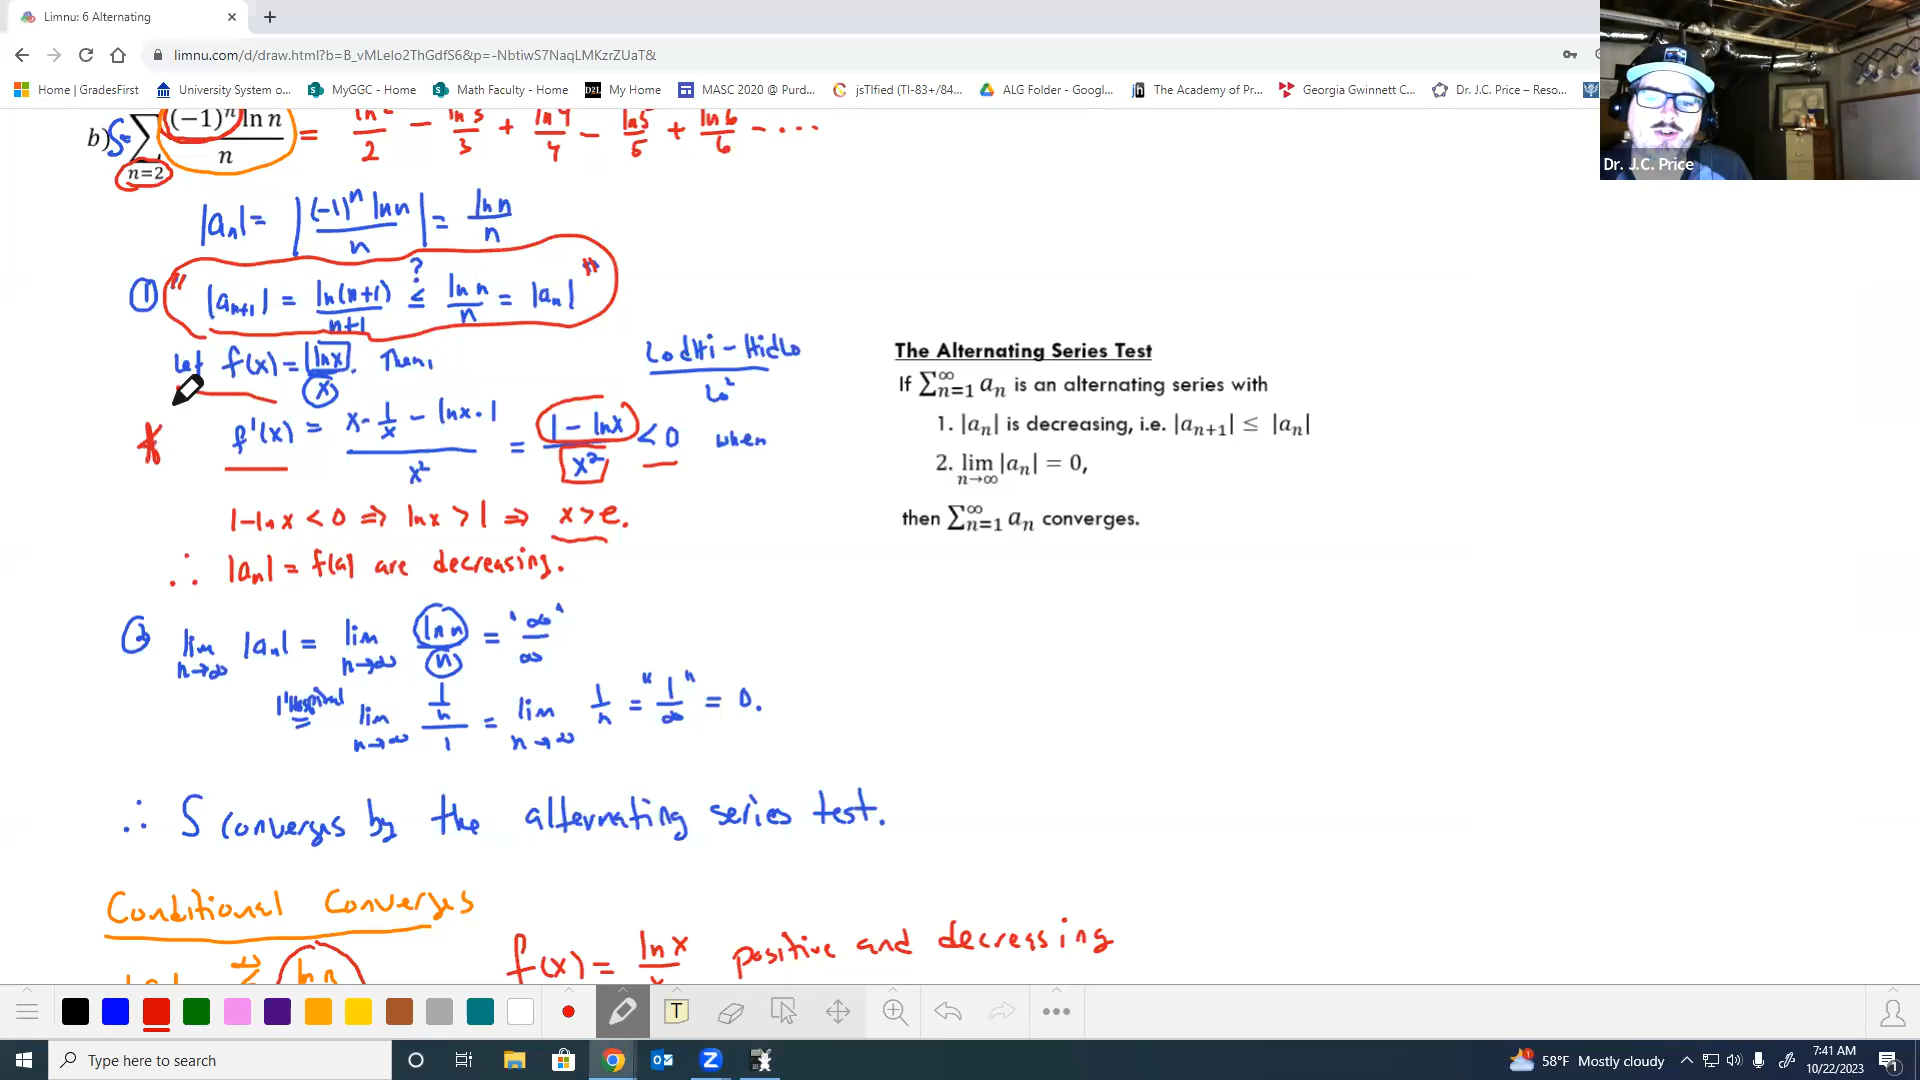 Limnu: 6 Alternating
limnu.com/d/draw.html?b=B_vMLelo2ThGdfS6&p=-NbtiwS7NaqLMKzrZUaT&
Home | GradesFirst University System o... MyGGC - Home Math Faculty - Home D2L My Home MASC 2020 @ Purd... jsTIfied (TI-83+/84... ALG Folder - Googl... jh The Academy of Pr... Georgia Gwinnett C... Dr. J.C. Price – Reso...
Dr. J.C. Price
b) S= ∑ n=2 (−1)ⁿ ln n / n = ln 2/2 − ln 3/3 + ln 4/4 − ln 5/5 + ln 6/6 − ⋯
|aₙ| = |(-1)ⁿ ln n / n| = ln n / n
① " |aₙ₊₁| = ln(n+1)/n+1 ≤? ln n/n = |aₙ| "
Let f(x) = ln x / x. Then,
LodHi − HidLo / Lo²
* f'(x) = x · 1/x − ln x · 1 / x² = 1 − ln x / x² < 0 when
1 − ln x < 0 ⇒ ln x > 1 ⇒ x > e.
∴ |aₙ| = f(n) are decreasing.
② lim n→∞ |aₙ| = lim n→∞ ln n / n = "∞/∞"
l'Hospital = lim n→∞ 1/n / 1 = lim n→∞ 1/n = "1/∞" = 0.
∴ S converges by the alternating series test.
The Alternating Series Test
If ∑ₙ₌₁^∞ aₙ is an alternating series with
1. |aₙ| is decreasing, i.e. |aₙ₊₁| ≤ |aₙ|
2. lim n→∞ |aₙ| = 0,
then ∑ₙ₌₁^∞ aₙ converges.
Conditional Converges
f(x) = ln x / x positive and decreasing
T
Type here to search
58°F Mostly cloudy
7:41 AM
10/22/2023